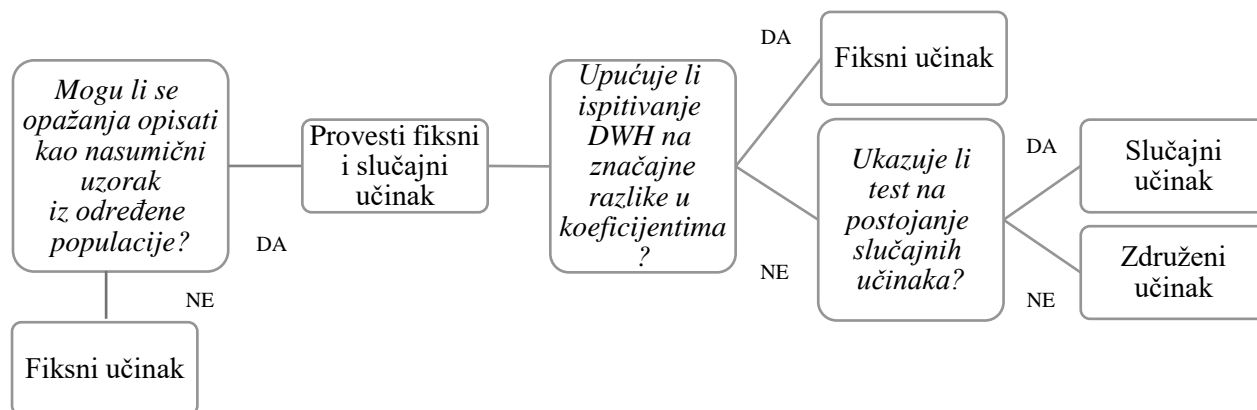 Mogu li se
opažanja opisati
kao nasumični
uzorak
iz određene
populacije?
DA
NE
Fiksni učinak
Provesti fiksni
i slučajni
učinak
Upućuje li
ispitivanje
DWH na
značajne
razlike u
koeficijentima
?
DA
Fiksni učinak
NE
Ukazuje li
test na
postojanje
slučajnih
učinaka?
DA
Slučajni
učinak
NE
Združeni
učinak